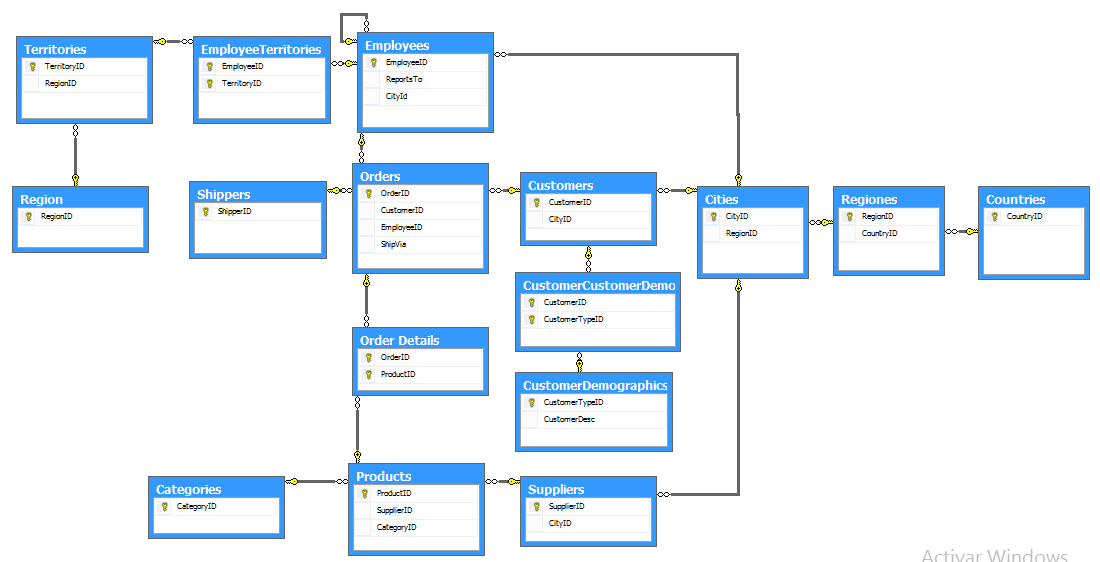 Territories
TerritoryID
RegionID
EmployeeTerritories
EmployeeID
TerritoryID
Employees
EmployeeID
ReportsTo
CityId
Region
RegionID
Shippers
ShipperID
Orders
OrderID
CustomerID
EmployeeID
ShipVia
Customers
CustomerID
CityID
Cities
CityID
RegionID
Regiones
RegionID
CountryID
Countries
CountryID
CustomerCustomerDemo
CustomerID
CustomerTypeID
Order Details
OrderID
ProductID
CustomerDemographics
CustomerTypeID
CustomerDesc
Categories
CategoryID
Products
ProductID
SupplierID
CategoryID
Suppliers
SupplierID
CityID
Activar Windows